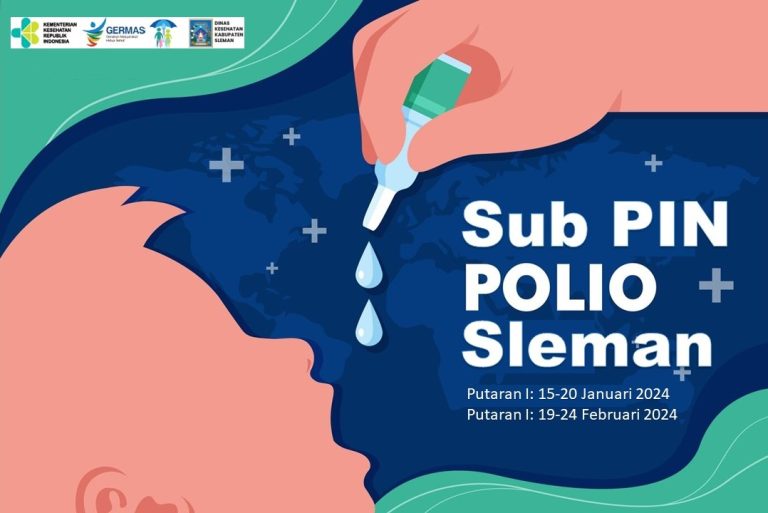 KEMENTERIAN
KESEHATAN
REPUBLIK
INDONESIA
GERMAS
DINAS
KESEHATAN
KABUPATEN
SLEMAN
Sub PIN
POLIO
Sleman
Putaran I: 15-20 Januari 2024
Putaran I: 19-24 Februari 2024